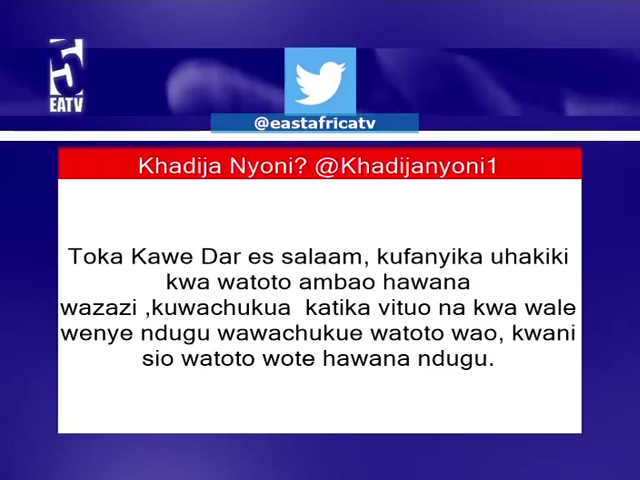 5
EATV
@eastafricatv
Khadija Nyoni? @Khadijanyoni1
Toka Kawe Dar es salaam, kufanyika uhakiki
kwa watoto ambao hawana
wazazi ,kuwachukua katika vituo na kwa wale
wenye ndugu wawachukue watoto wao, kwani
sio watoto wote hawana ndugu.